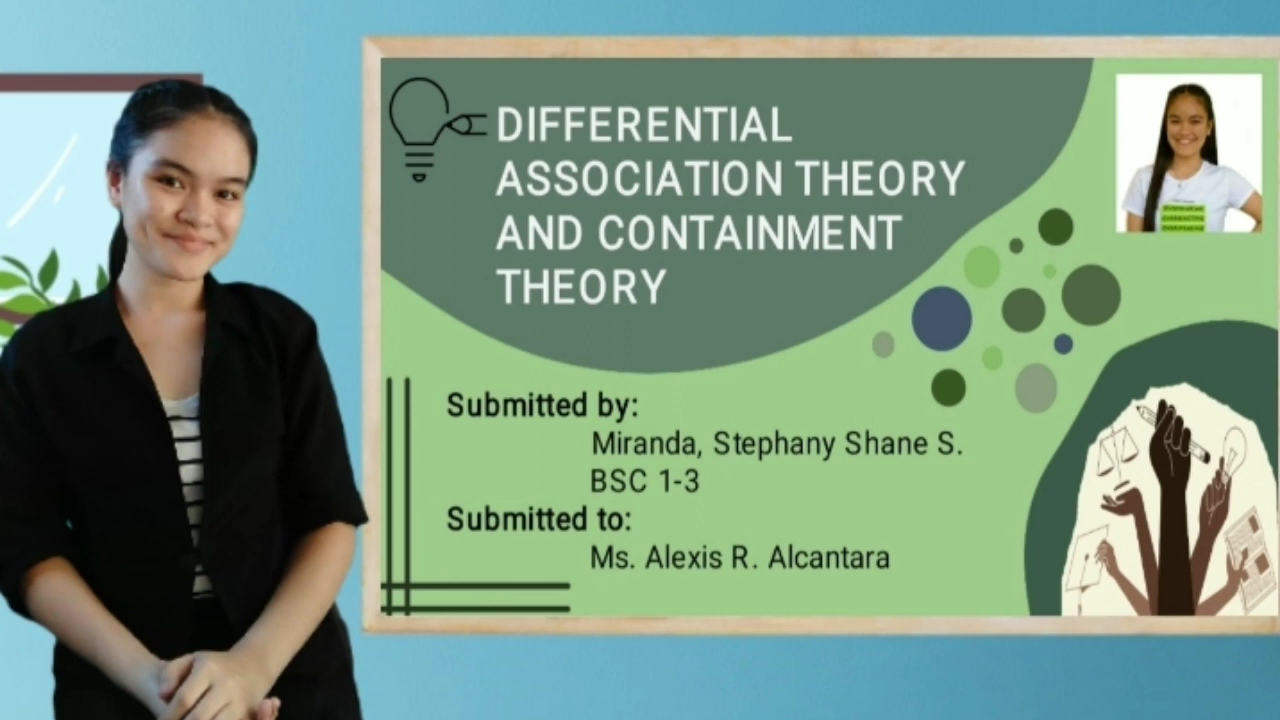 DIFFERENTIAL
ASSOCIATION THEORY
AND CONTAINMENT
THEORY
Submitted by:
Miranda, Stephany Shane S.
BSC 1-3
Submitted to:
Ms. Alexis R. Alcantara